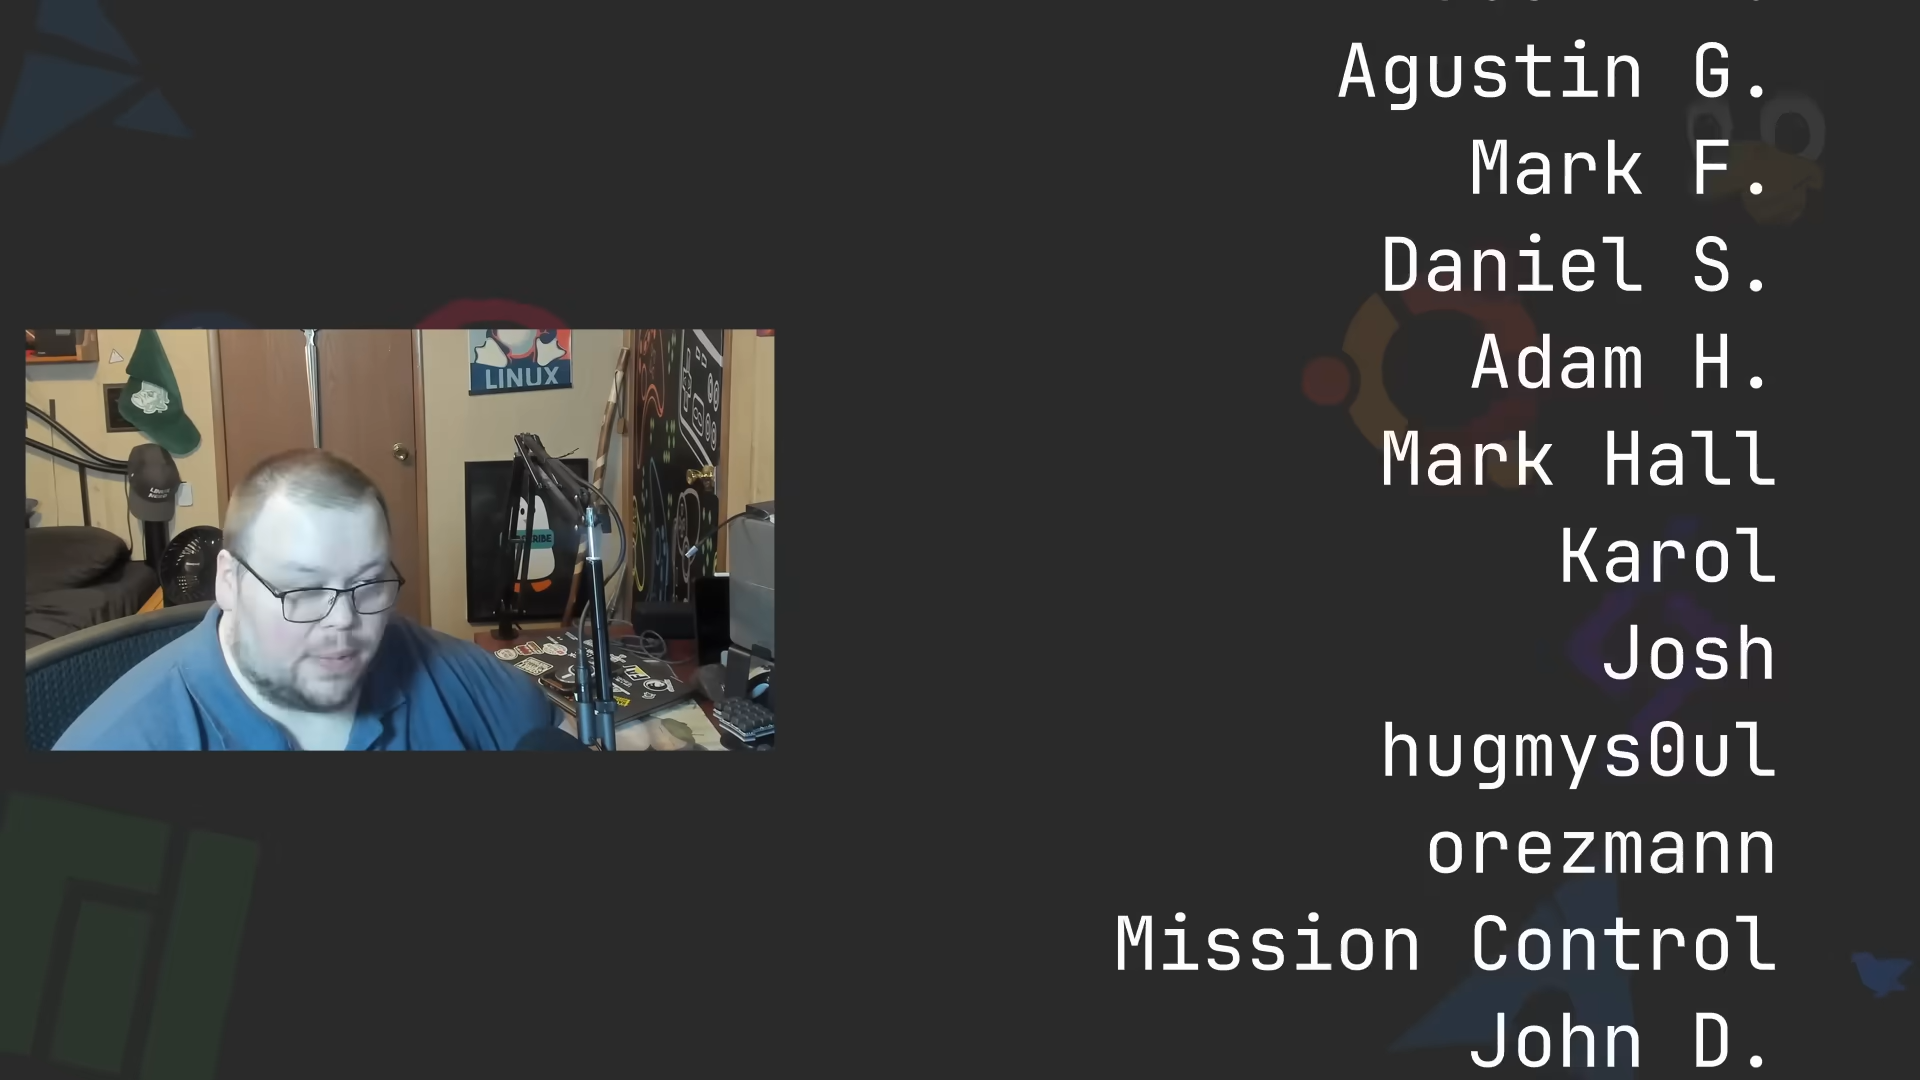 Agustin G.
Mark F.
Daniel S.
Adam H.
Mark Hall
Karol
Josh
hugmys0ul
orezmann
Mission Control
John D.
LINUX